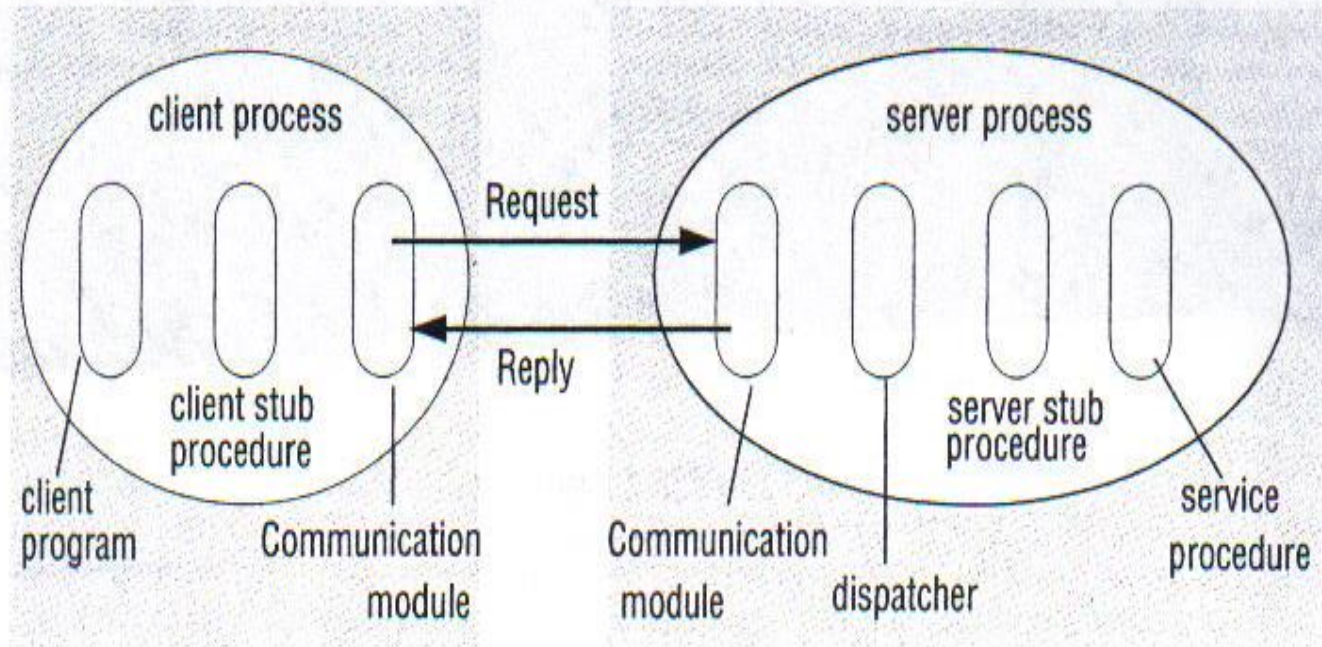 client process
server process
Request
Reply
client stub
procedure
server stub
procedure
client
program
Communication
module
Communication
module
dispatcher
service
procedure